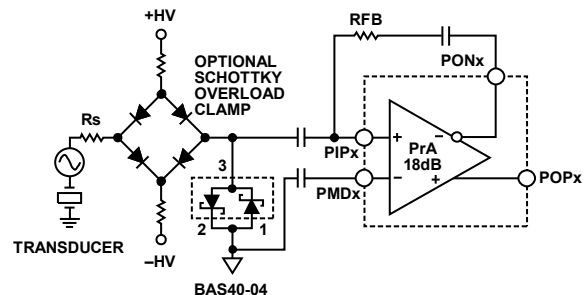 +HV
OPTIONAL
SCHOTTKY
OVERLOAD
CLAMP
Rs
RFB
PONx
PIPx
+
−
PrA
18dB
−
+
PMDx
POPx
3
2
1
TRANSDUCER
–HV
BAS40-04